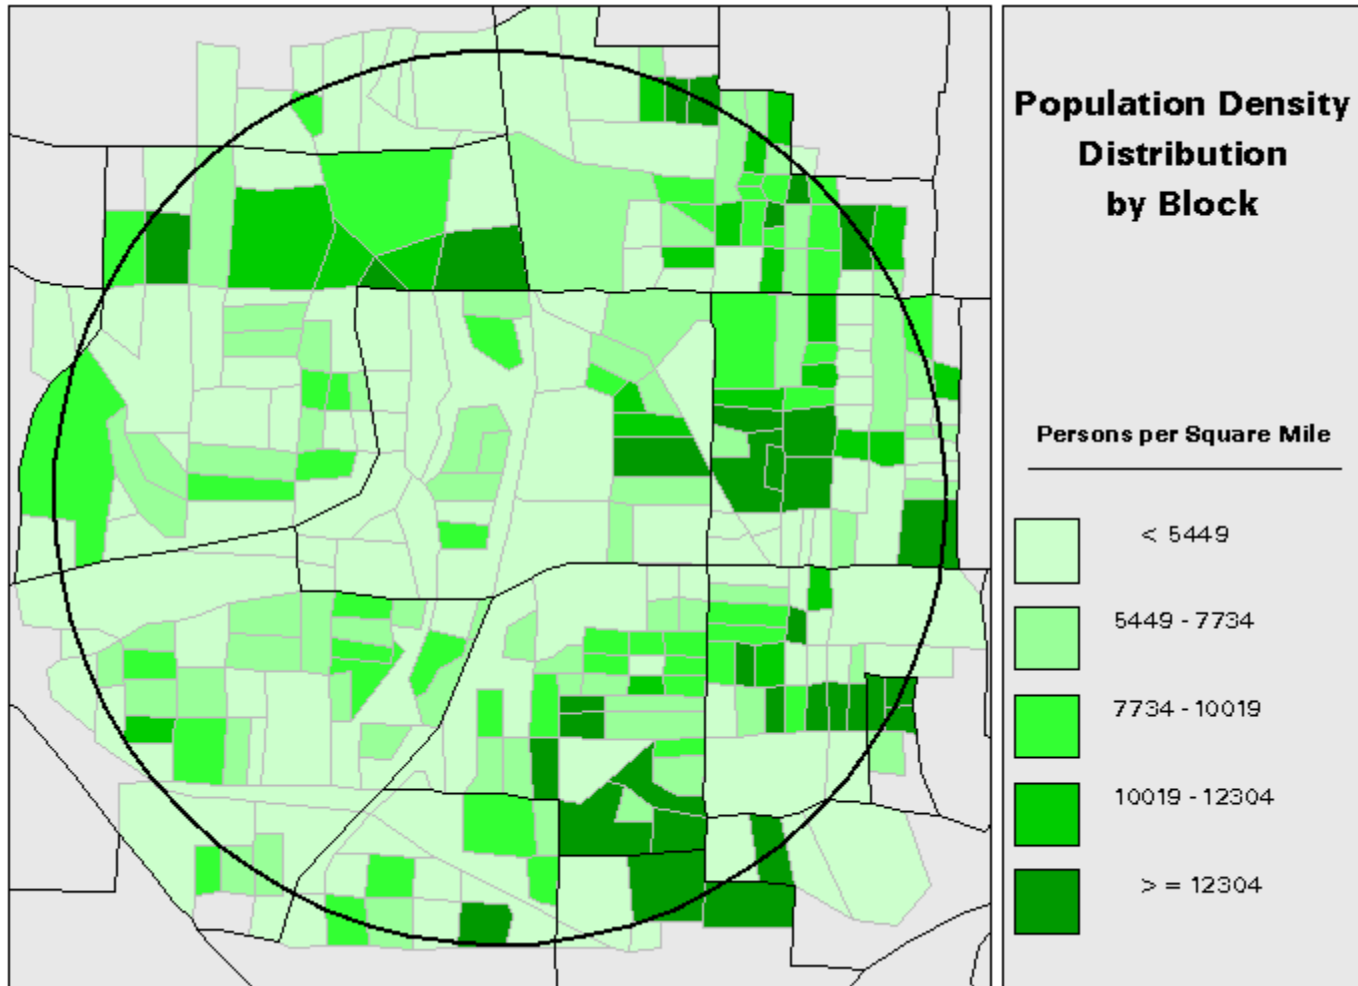 Population Density
Distribution
by Block
Persons per Square Mile
< 5449
5449 - 7734
7734 - 10019
10019 - 12304
> = 12304